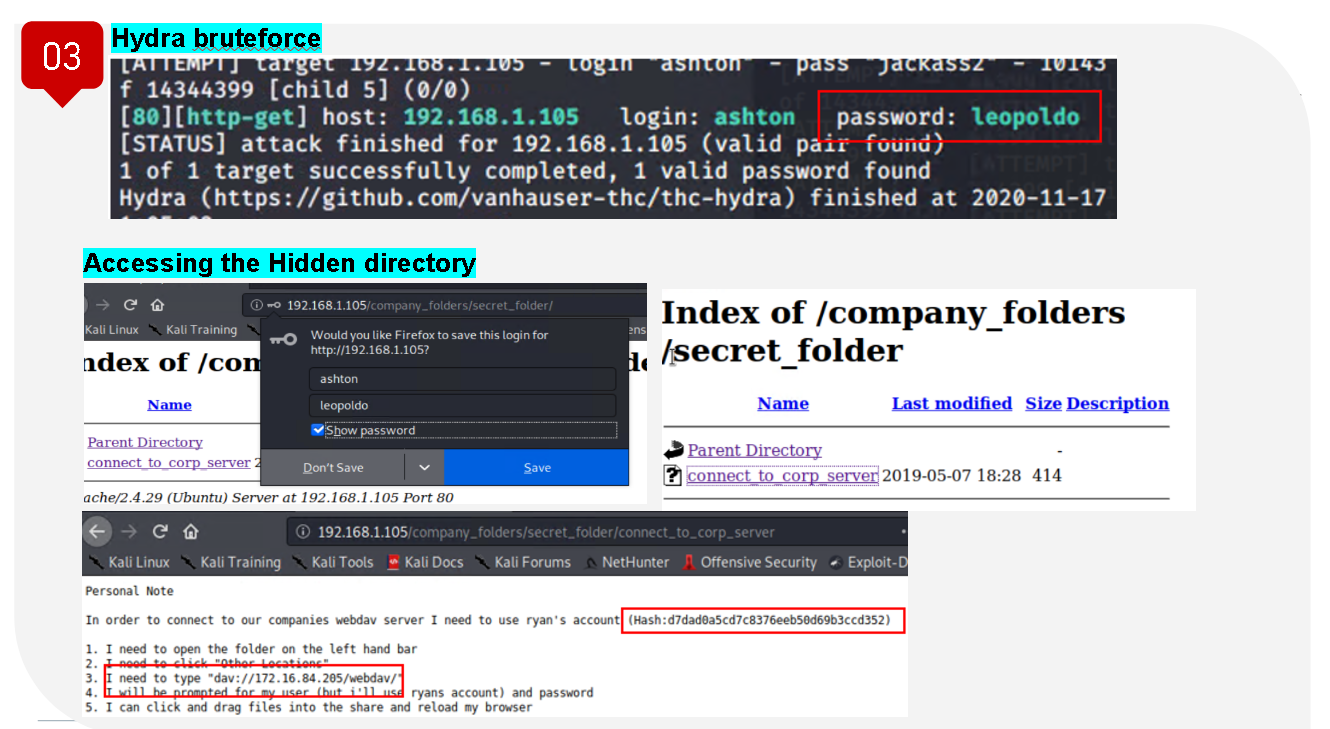 03
Hydra bruteforce
[ATTEMPT] target 192.168.1.105 - login "ashton" - pass "jackass2" - 10143
f 14344399 [child 5] (0/0)
[80][http-get] host: 192.168.1.105   login: ashton   password: leopoldo
[STATUS] attack finished for 192.168.1.105 (valid pair found)
1 of 1 target successfully completed, 1 valid password found
Hydra (https://github.com/vanhauser-thc/thc-hydra) finished at 2020-11-17
Accessing the Hidden directory
192.168.1.105/company_folders/secret_folder/
Kali Linux Kali Training
ndex of /con
Name
Parent Directory
connect_to_corp_server 2
Would you like Firefox to save this login for
http://192.168.1.105?
ashton
leopoldo
Show password
Don't Save Save
ache/2.4.29 (Ubuntu) Server at 192.168.1.105 Port 80
Index of /company_folders
/secret_folder
Name Last modified Size Description
Parent Directory -
connect_to_corp_server 2019-05-07 18:28 414
192.168.1.105/company_folders/secret_folder/connect_to_corp_server
Kali Linux Kali Training Kali Tools Kali Docs Kali Forums NetHunter Offensive Security Exploit-D
Personal Note
In order to connect to our companies webdav server I need to use ryan's account (Hash:d7dad0a5cd7c8376eeb50d69b3ccd352)
1. I need to open the folder on the left hand bar
2. I need to click "Other Locations"
3. I need to type "dav://172.16.84.205/webdav/"
4. I will be prompted for my user (but i'll use ryans account) and password
5. I can click and drag files into the share and reload my browser